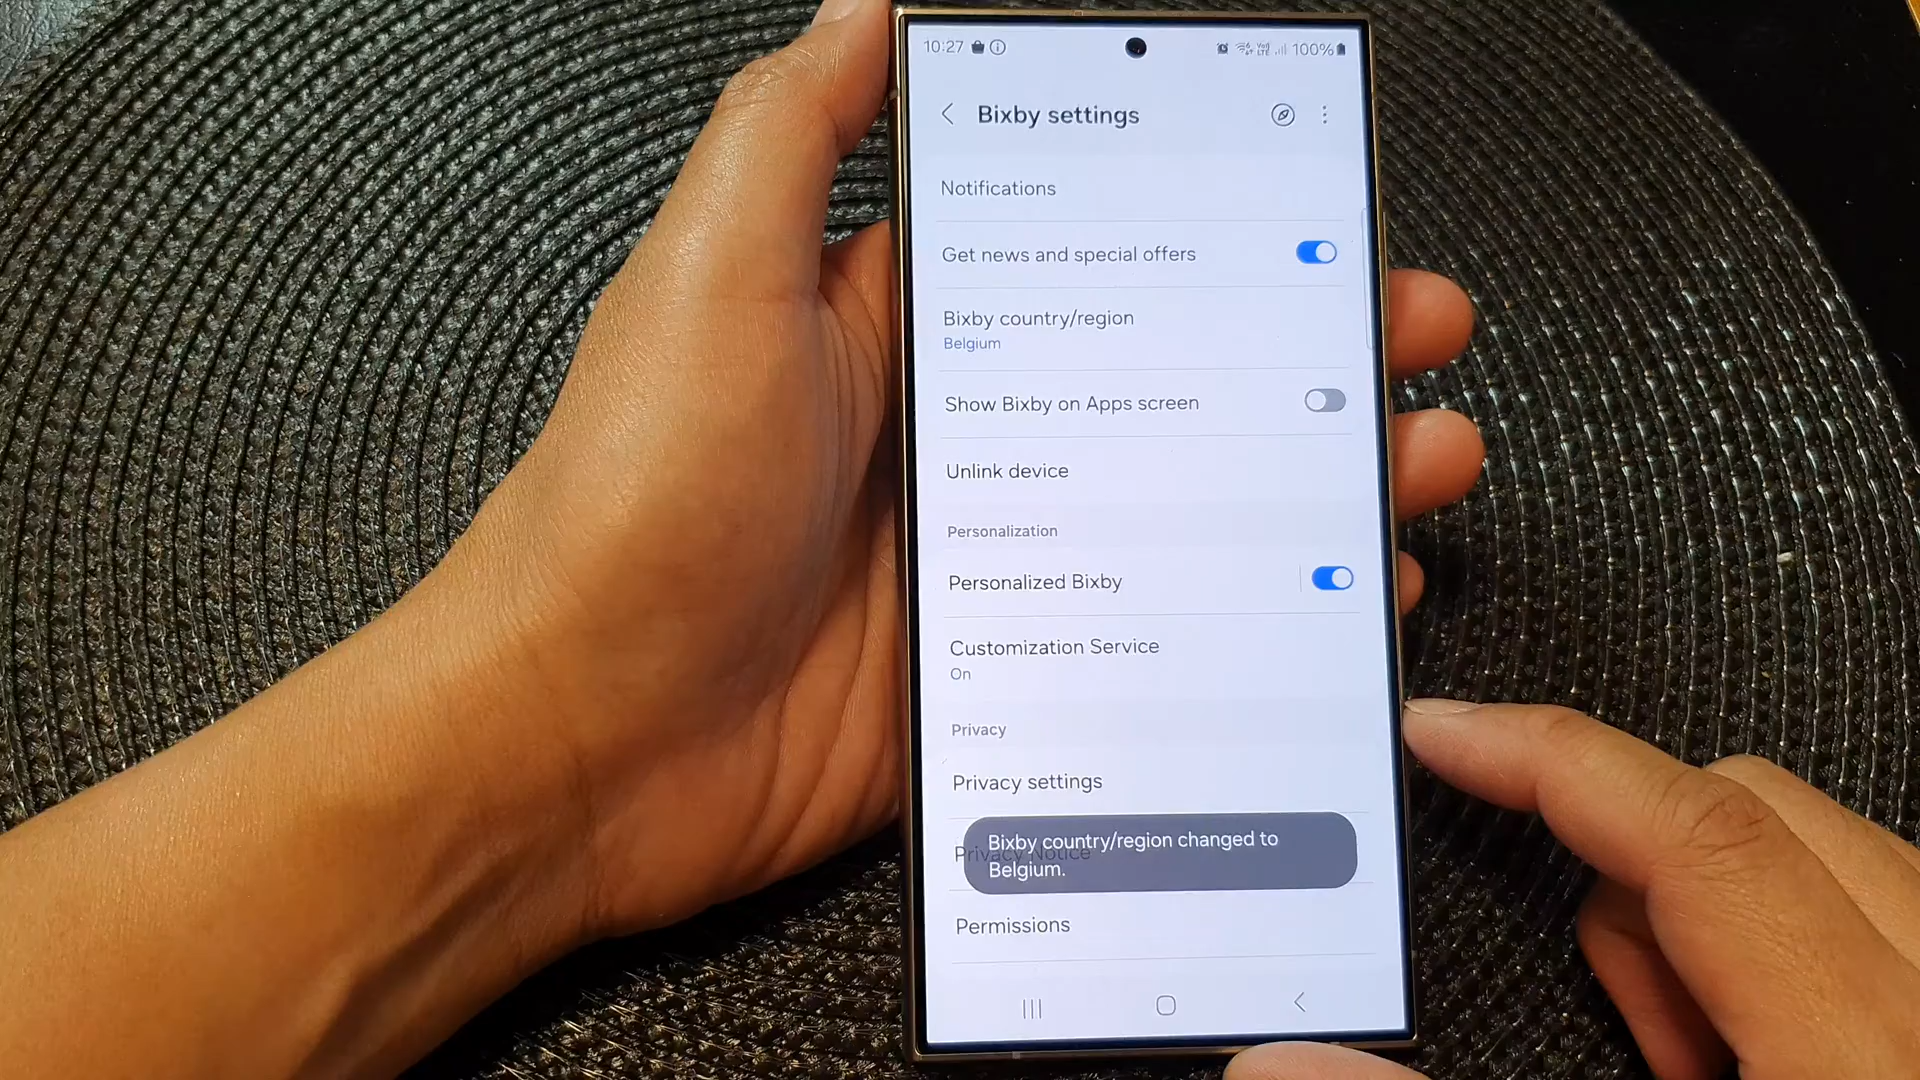 10:27
100%
Bixby settings
Notifications
Get news and special offers
Bixby country/region
Belgium
Show Bixby on Apps screen
Unlink device
Personalization
Personalized Bixby
Customization Service
On
Privacy
Privacy settings
Privacy Notice
Bixby country/region changed to
Belgium.
Permissions